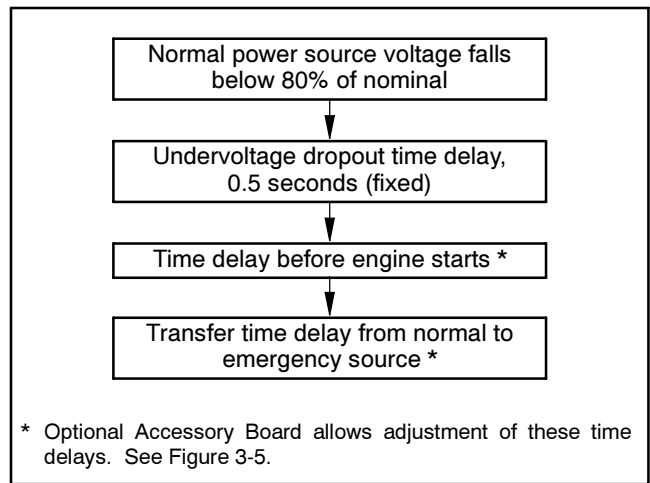 Normal power source voltage falls
below 80% of nominal
Undervoltage dropout time delay,
0.5 seconds (fixed)
Time delay before engine starts *
Transfer time delay from normal to
emergency source *
* Optional Accessory Board allows adjustment of these time
delays. See Figure 3-5.